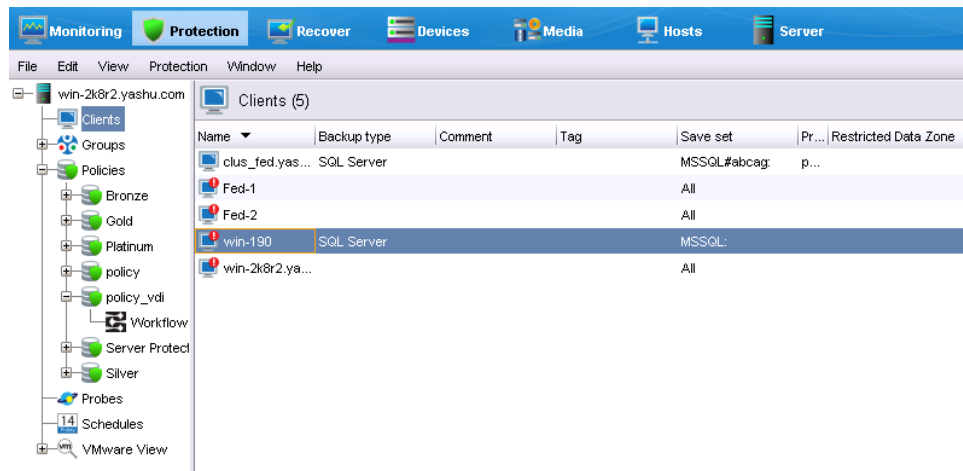 Monitoring Protection Recover Devices Media Hosts Server
File Edit View Protection Window Help
win-2k8r2.yashu.com
Clients
Groups
Policies
Bronze
Gold
Platinum
policy
policy_vdi
Workflow
Server Protect
Silver
Probes
14 Schedules
vm VMware View
Clients (5)
Name Backup type Comment Tag Save set Pr... Restricted Data Zone
clus_fed.yas... SQL Server MSSQL#abcag: p...
Fed-1 All
Fed-2 All
win-190 SQL Server MSSQL:
win-2k8r2.ya... All